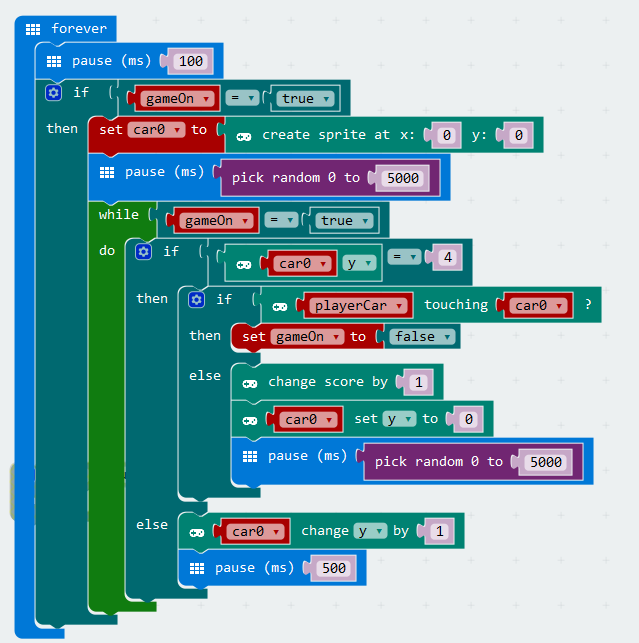 forever
pause (ms) 100
if gameOn = true
then set car0 to create sprite at x: 0 y: 0
pause (ms) pick random 0 to 5000
while gameOn = true
do if car0 y = 4
then if playerCar touching car0 ?
then set gameOn to false
else change score by 1
car0 set y to 0
pause (ms) pick random 0 to 5000
else car0 change y by 1
pause (ms) 500